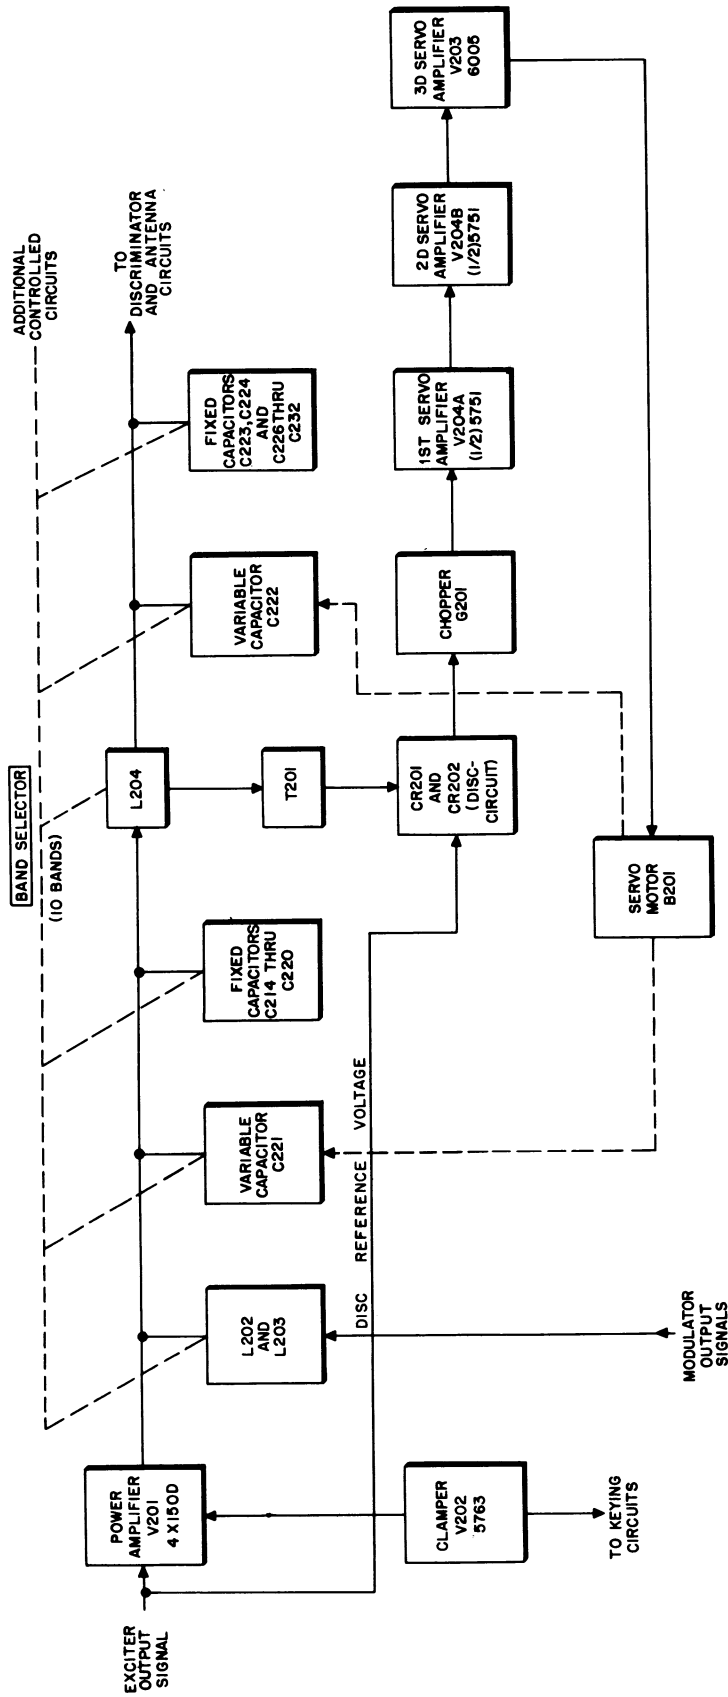 EXCITER
OUTPUT
SIGNAL
POWER
AMPLIFIER
V201
4X150D
CLAMPER
V202
5763
TO KEYING
CIRCUITS
L202
AND
L203
MODULATOR
OUTPUT
SIGNALS
DISC REFERENCE VOLTAGE
VARIABLE
CAPACITOR
C221
FIXED
CAPACITORS
C214 THRU
C220
BAND SELECTOR
(10 BANDS)
L204
T201
CR201
AND
CR202
(DISC-
CIRCUIT)
SERVO
MOTOR
B201
VARIABLE
CAPACITOR
C222
CHOPPER
G201
FIXED
CAPACITORS
C223,C224
AND
C226 THRU
C232
1ST SERVO
AMPLIFIER
V204A
(1/2)5751
ADDITIONAL
CONTROLLED
CIRCUITS
TO
DISCRIMINATOR
AND ANTENNA
CIRCUITS
2D SERVO
AMPLIFIER
V204B
(1/2)5751
3D SERVO
AMPLIFIER
V203
6005